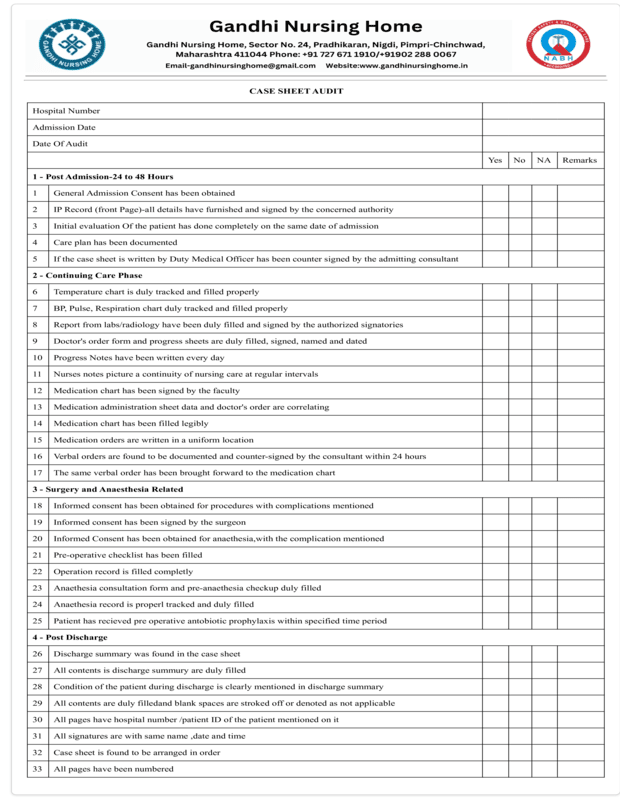 Gandhi Nursing Home
Gandhi Nursing Home, Sector No. 24, Pradhikaran, Nigdi, Pimpri-Chinchwad,
Maharashtra 411044 Phone: +91 727 671 1910/+91902 288 0067
Email-gandhinursinghome@gmail.com Website:www.gandhinursinghome.in
GANDHI NURSING HOME
NABH
CASE SHEET AUDIT
Hospital Number
Admission Date
Date Of Audit
Yes No NA Remarks
1 - Post Admission-24 to 48 Hours
1 General Admission Consent has been obtained
2 IP Record (front Page)-all details have furnished and signed by the concerned authority
3 Initial evaluation Of the patient has done completely on the same date of admission
4 Care plan has been documented
5 If the case sheet is written by Duty Medical Officer has been counter signed by the admitting consultant
2 - Continuing Care Phase
6 Temperature chart is duly tracked and filled properly
7 BP, Pulse, Respiration chart duly tracked and filled properly
8 Report from labs/radiology have been duly filled and signed by the authorized signatories
9 Doctor's order form and progress sheets are duly filled, signed, named and dated
10 Progress Notes have been written every day
11 Nurses notes picture a continuity of nursing care at regular intervals
12 Medication chart has been signed by the faculty
13 Medication administration sheet data and doctor's order are correlating
14 Medication chart has been filled legibly
15 Medication orders are written in a uniform location
16 Verbal orders are found to be documented and counter-signed by the consultant within 24 hours
17 The same verbal order has been brought forward to the medication chart
3 - Surgery and Anaesthesia Related
18 Informed consent has been obtained for procedures with complications mentioned
19 Informed consent has been signed by the surgeon
20 Informed Consent has been obtained for anaethesia,with the complication mentioned
21 Pre-operative checklist has been filled
22 Operation record is filled completly
23 Anaethesia consultation form and pre-anaethesia checkup duly filled
24 Anaethesia record is properl tracked and duly filled
25 Patient has recieved pre operative antobiotic prophylaxis within specified time period
4 - Post Discharge
26 Discharge summary was found in the case sheet
27 All contents is discharge summury are duly filled
28 Condition of the patient during discharge is clearly mentioned in discharge summary
29 All contents are duly filledand blank spaces are stroked off or denoted as not applicable
30 All pages have hospital number /patient ID of the patient mentioned on it
31 All signatures are with same name ,date and time
32 Case sheet is found to be arranged in order
33 All pages have been numbered